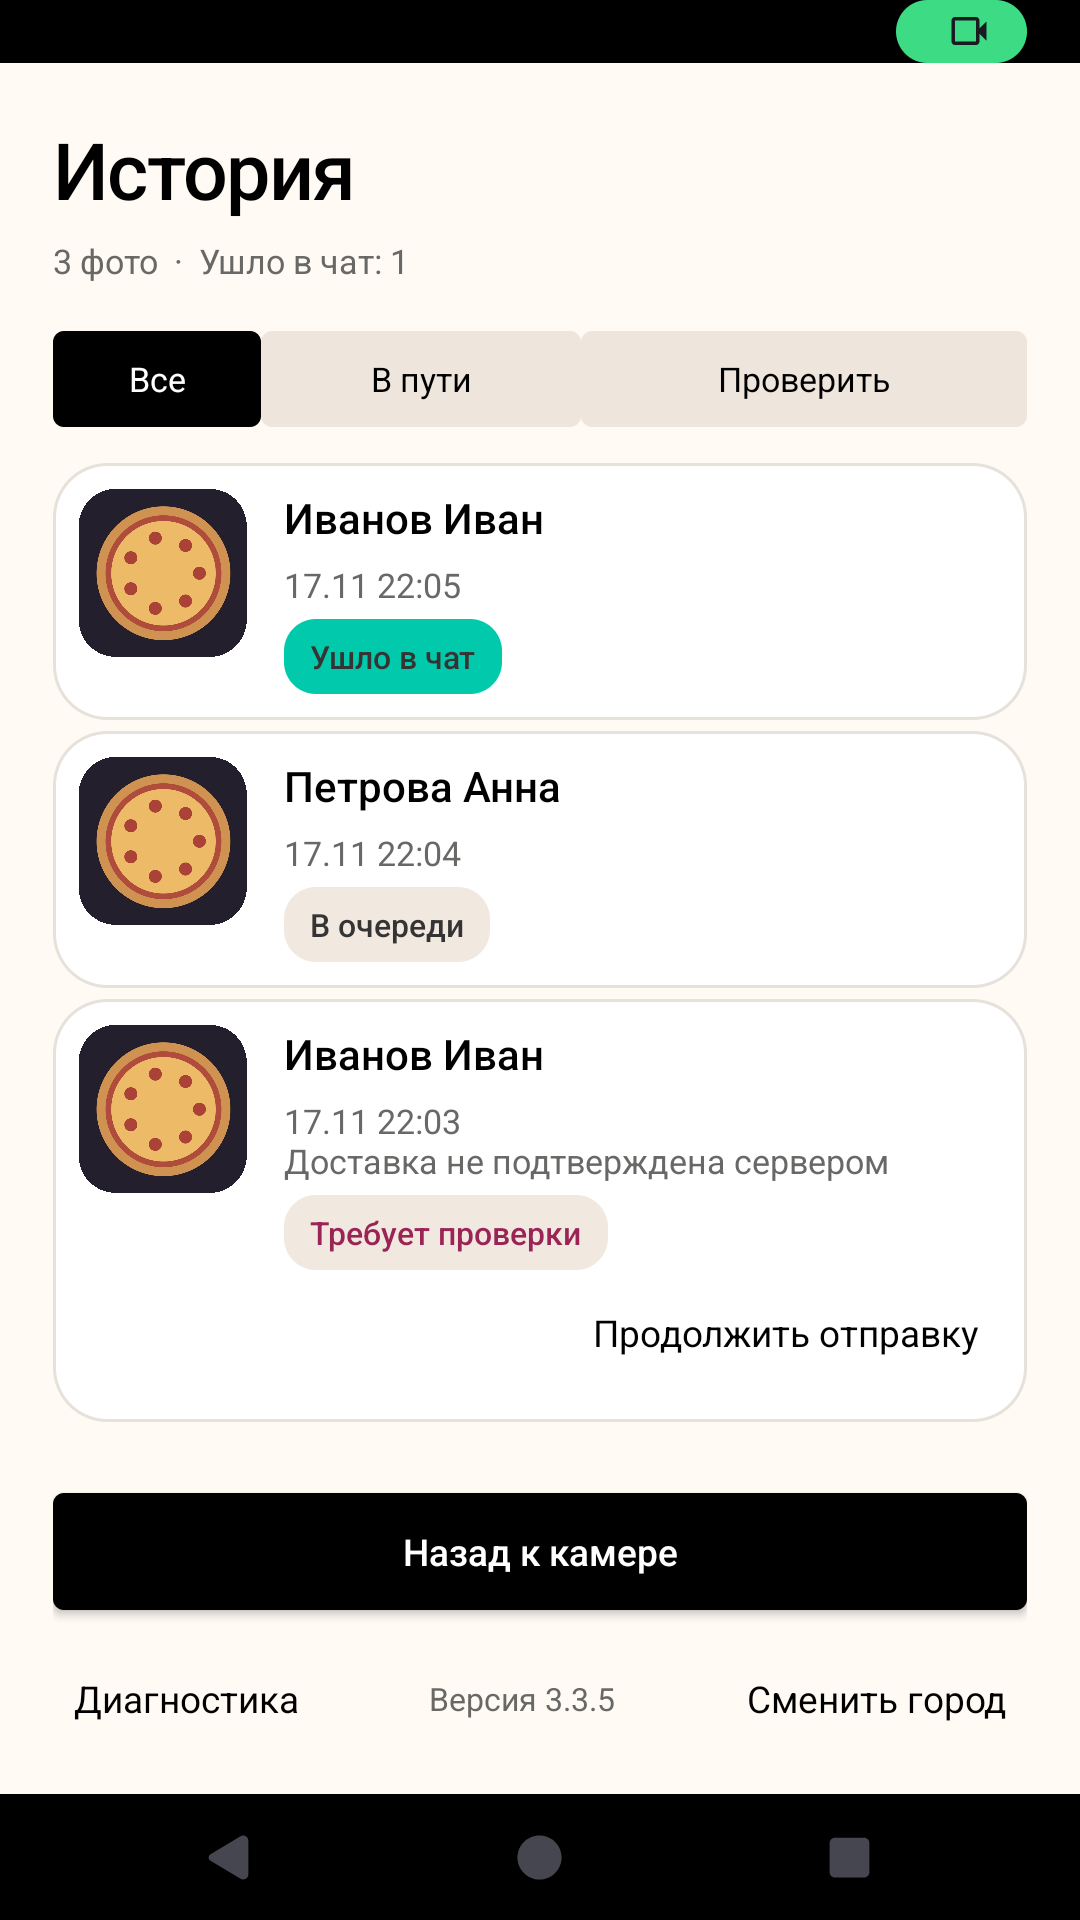 История
3 фото · Ушло в чат: 1
Все
В пути
Проверить
Иванов Иван
17.11 22:05
Ушло в чат
Петрова Анна
17.11 22:04
В очереди
Иванов Иван
17.11 22:03
Доставка не подтверждена сервером
Требует проверки
Продолжить отправку
Назад к камере
Диагностика
Версия 3.3.5
Сменить город